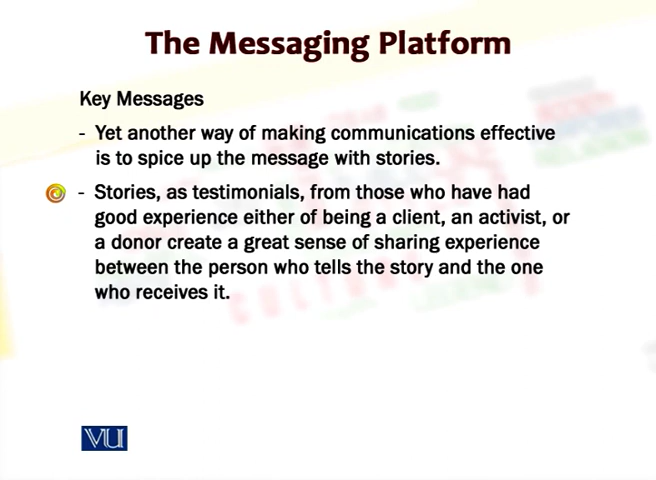 The Messaging Platform
Key Messages
- Yet another way of making communications effective
is to spice up the message with stories.
- Stories, as testimonials, from those who have had
good experience either of being a client, an activist, or
a donor create a great sense of sharing experience
between the person who tells the story and the one
who receives it.
VU